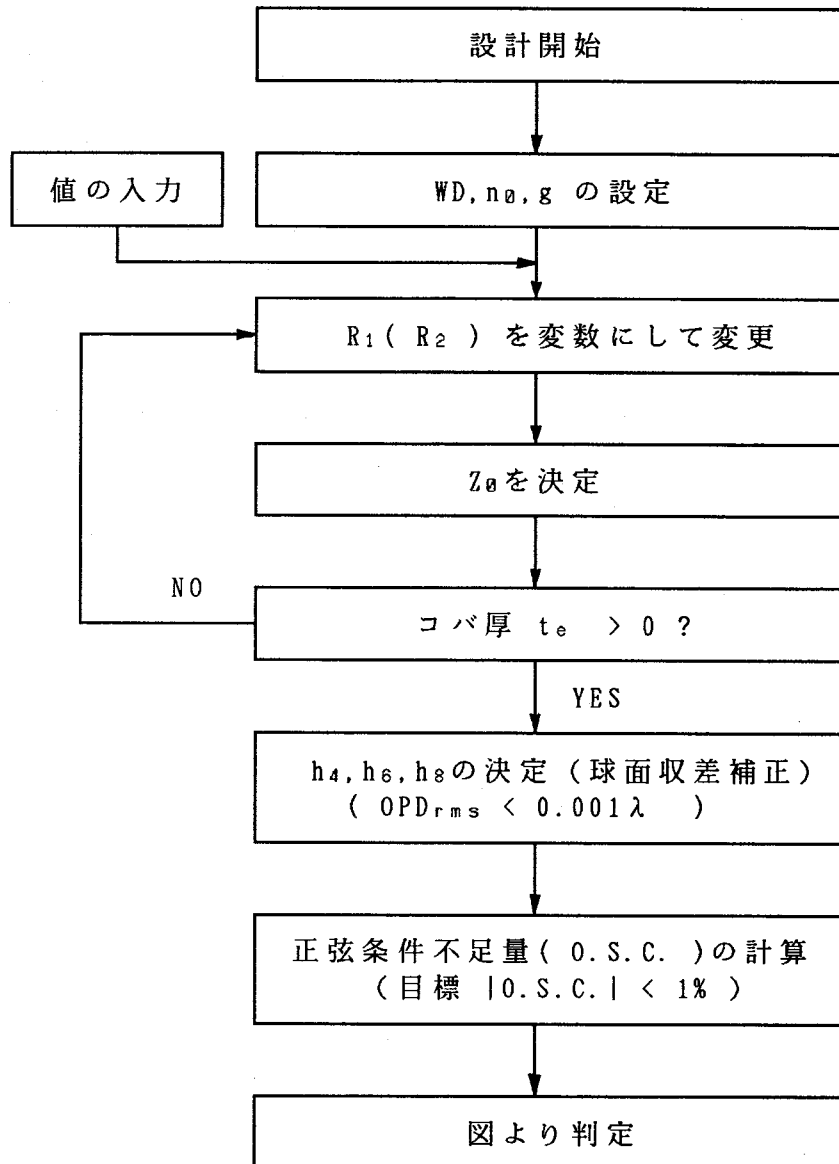 設計開始
値の入力
WD,n₀,g の設定
R₁( R₂ ) を変数にして変更
Z₀を決定
NO
コバ厚 tₑ > 0 ?
YES
h₄,h₆,h₈の決定 (球面収差補正)
( OPDᵣₘₛ < 0.001λ )
正弦条件不足量( O.S.C. )の計算
(目標 |O.S.C.| < 1% )
図より判定